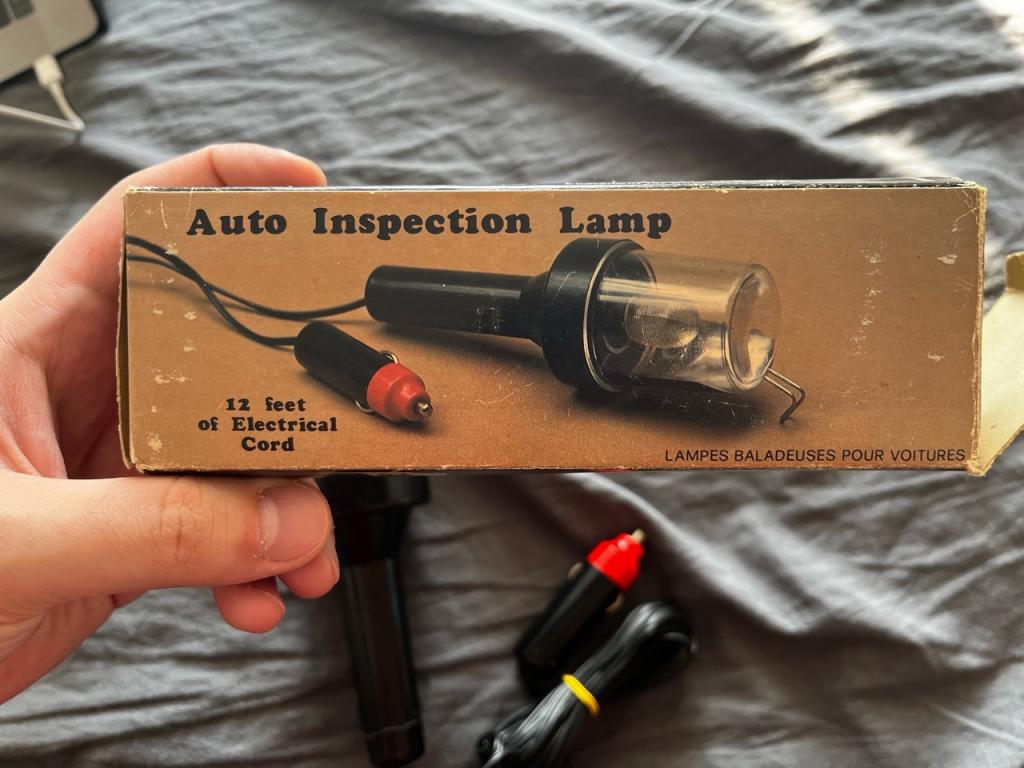 Auto Inspection Lamp
12 feet
of Electrical
Cord
LAMPES BALADEUSES POUR VOITURES